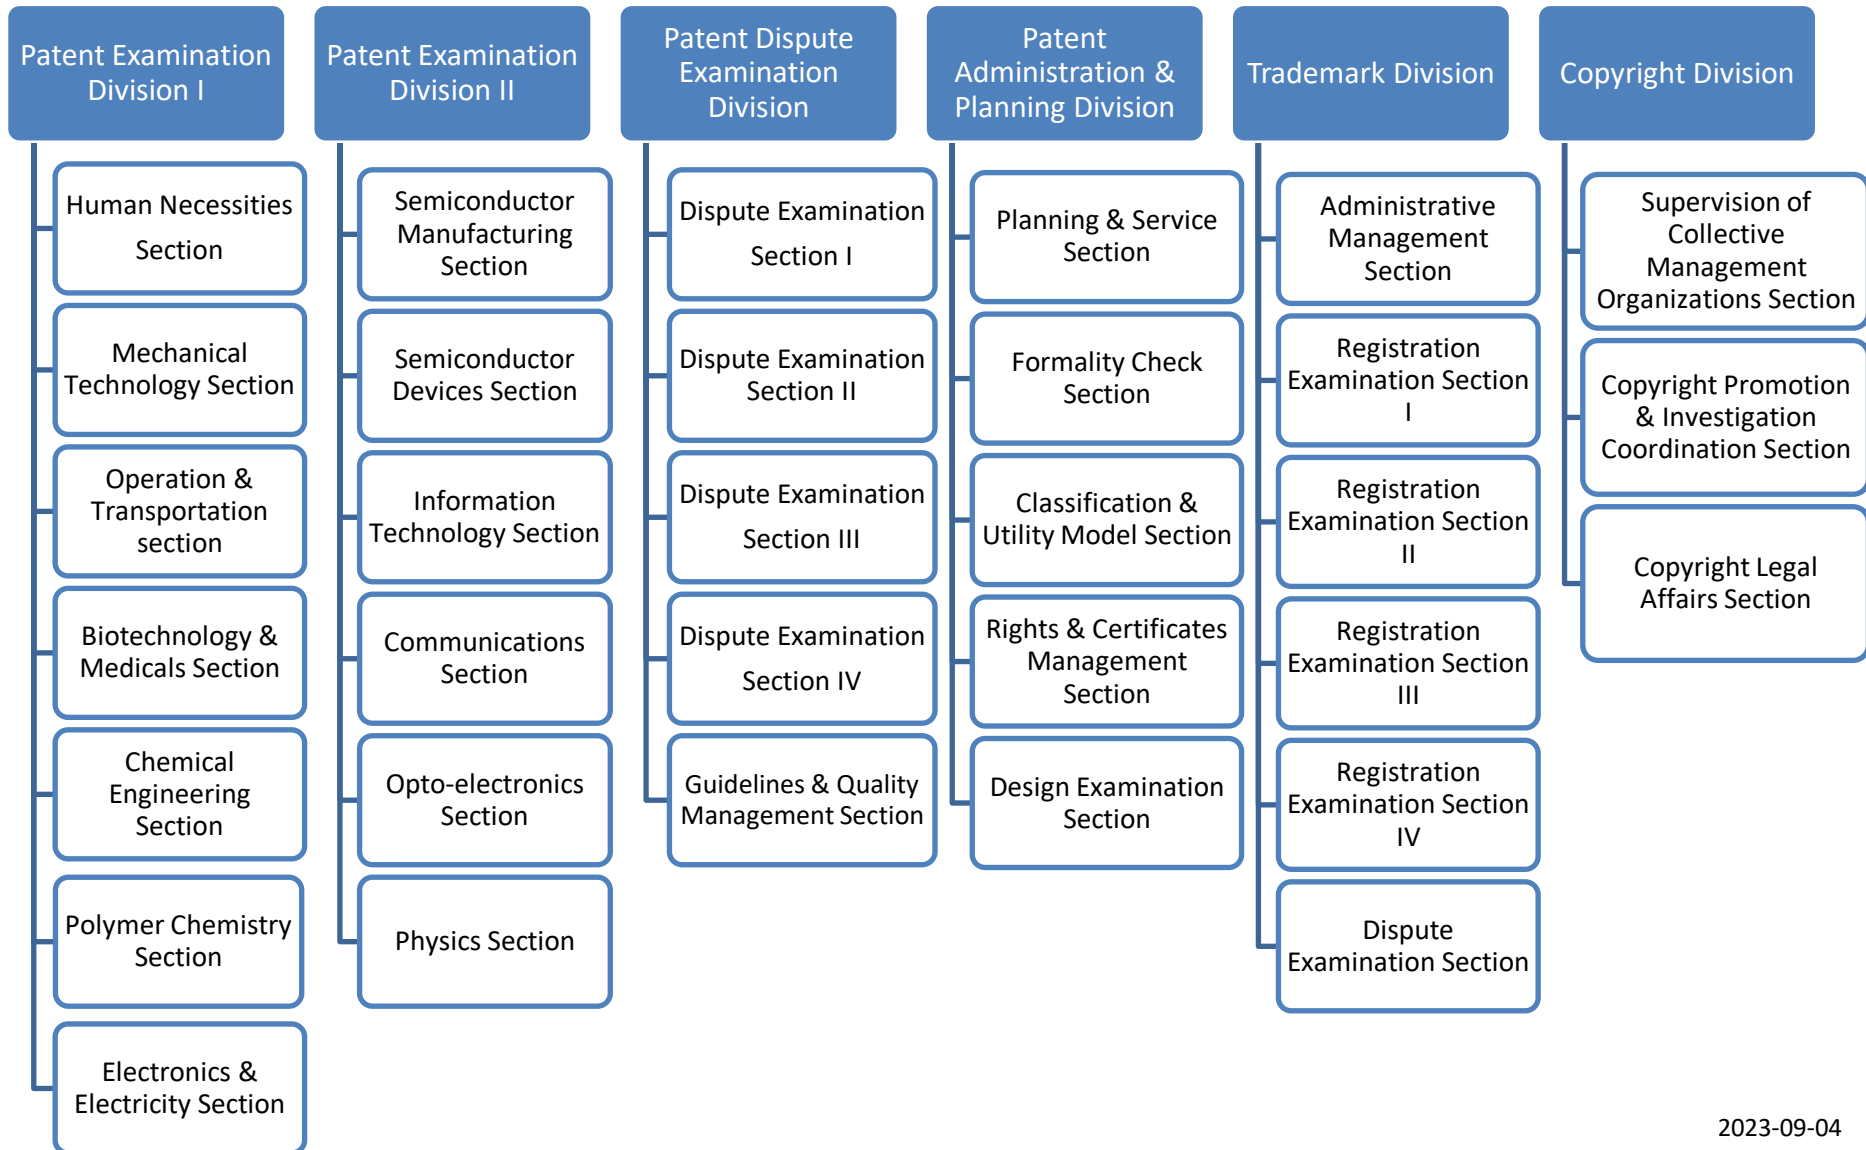 Patent Examination
Division I
Human Necessities
Section
Mechanical
Technology Section
Operation &
Transportation
section
Biotechnology &
Medicals Section
Chemical
Engineering
Section
Polymer Chemistry
Section
Electronics &
Electricity Section
Patent Examination
Division II
Semiconductor
Manufacturing
Section
Semiconductor
Devices Section
Information
Technology Section
Communications
Section
Opto-electronics
Section
Physics Section
Patent Dispute
Examination
Division
Dispute Examination
Section I
Dispute Examination
Section II
Dispute Examination
Section III
Dispute Examination
Section IV
Guidelines & Quality
Management Section
Patent
Administration &
Planning Division
Planning & Service
Section
Formality Check
Section
Classification &
Utility Model Section
Rights & Certificates
Management
Section
Design Examination
Section
Trademark Division
Administrative
Management
Section
Registration
Examination Section
I
Registration
Examination Section
II
Registration
Examination Section
III
Registration
Examination Section
IV
Dispute
Examination Section
Copyright Division
Supervision of
Collective
Management
Organizations Section
Copyright Promotion
& Investigation
Coordination Section
Copyright Legal
Affairs Section
2023-09-04